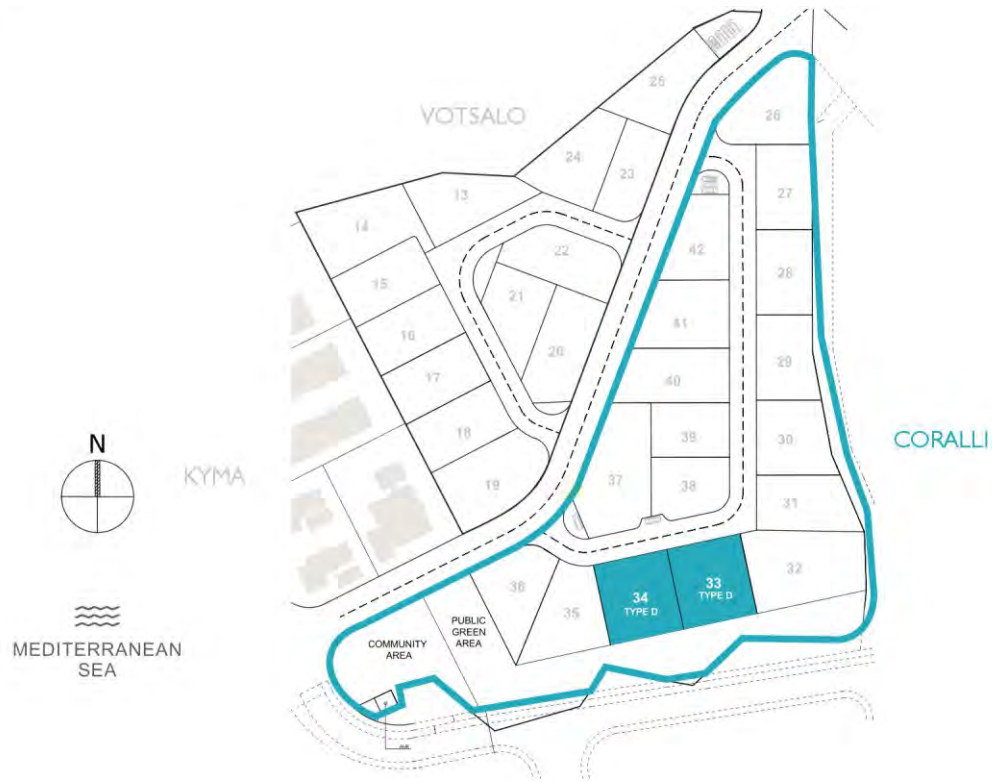 25
VOTSALO
26
24
23
13
27
14
22
42
15
28
21
41
16
20
29
17
40
18
39
30
CORALLI
N
KYMA
19
37
38
31
36
35
34
TYPE D
33
TYPE D
32
PUBLIC
GREEN
AREA
COMMUNITY
AREA
MEDITERRANEAN
SEA